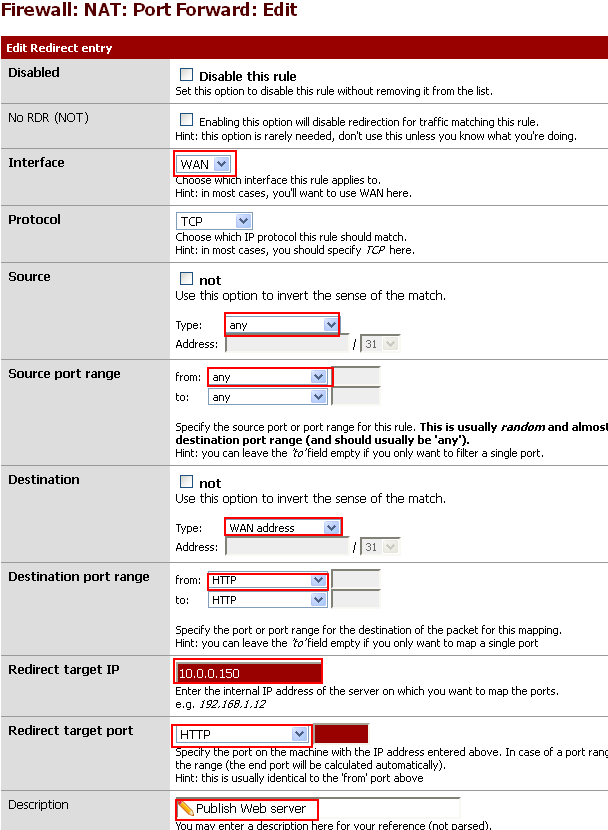 Firewall: NAT: Port Forward: Edit
Edit Redirect entry
Disabled
Disable this rule
Set this option to disable this rule without removing it from the list.
No RDR (NOT)
Enabling this option will disable redirection for traffic matching this rule.
Hint: this option is rarely needed, don't use this unless you know what you're doing.
Interface
WAN
Choose which interface this rule applies to.
Hint: in most cases, you'll want to use WAN here.
Protocol
TCP
Choose which IP protocol this rule should match.
Hint: in most cases, you should specify TCP here.
Source
not
Use this option to invert the sense of the match.
Type: any
Address: / 31
Source port range
from: any
to: any
Specify the source port or port range for this rule. This is usually random and almost
destination port range (and should usually be 'any').
Hint: you can leave the 'to' field empty if you only want to filter a single port.
Destination
not
Use this option to invert the sense of the match.
Type: WAN address
Address: / 31
Destination port range
from: HTTP
to: HTTP
Specify the port or port range for the destination of the packet for this mapping.
Hint: you can leave the 'to' field empty if you only want to map a single port
Redirect target IP
10.0.0.150
Enter the internal IP address of the server on which you want to map the ports.
e.g. 192.168.1.12
Redirect target port
HTTP
Specify the port on the machine with the IP address entered above. In case of a port rang
the range (the end port will be calculated automatically).
Hint: this is usually identical to the 'from' port above
Description
Publish Web server
You may enter a description here for your reference (not parsed).